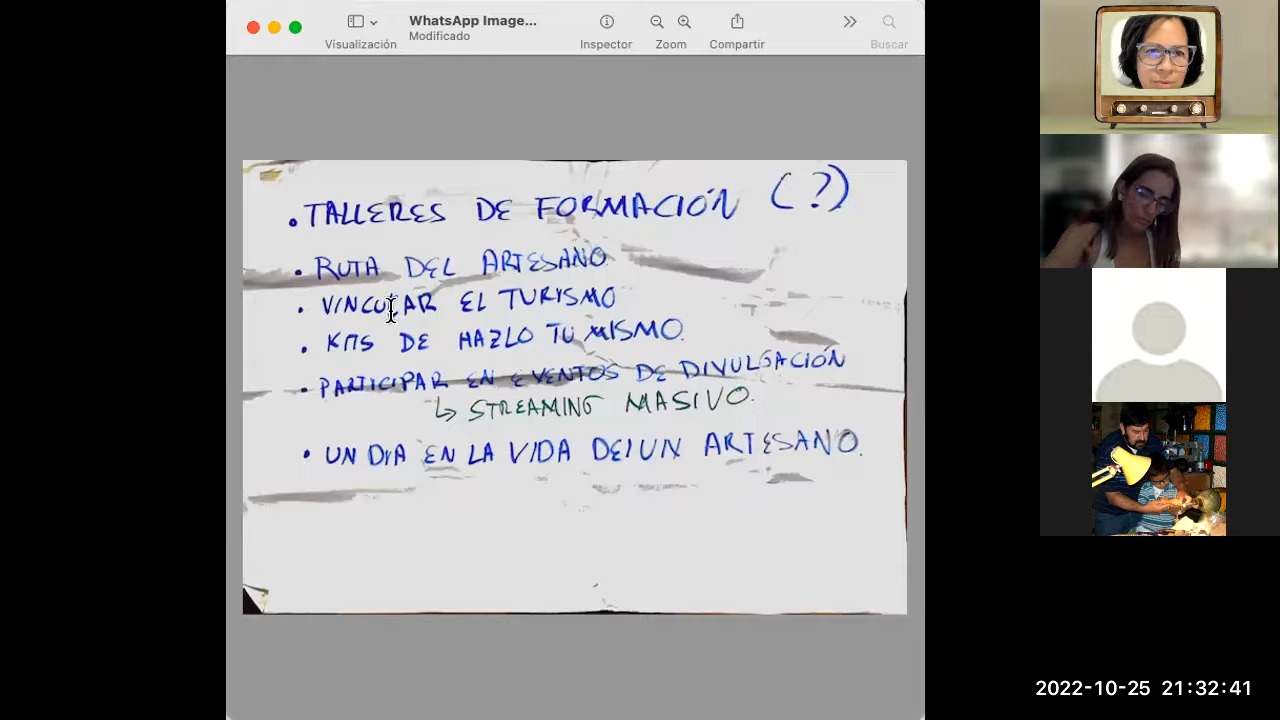 WhatsApp Image...
Modificado
Visualización
Inspector
Zoom
Compartir
Buscar
• TALLERES DE FORMACIÓN (?)
• RUTA DEL ARTESANO
• VINCULAR EL TURISMO
• KITS DE HAZLO TU MISMO.
• PARTICIPAR EN EVENTOS DE DIVULGACIÓN
↳ STREAMING MASIVO.
• UN DIA EN LA VIDA DE UN ARTESANO.
2022-10-25 21:32:41